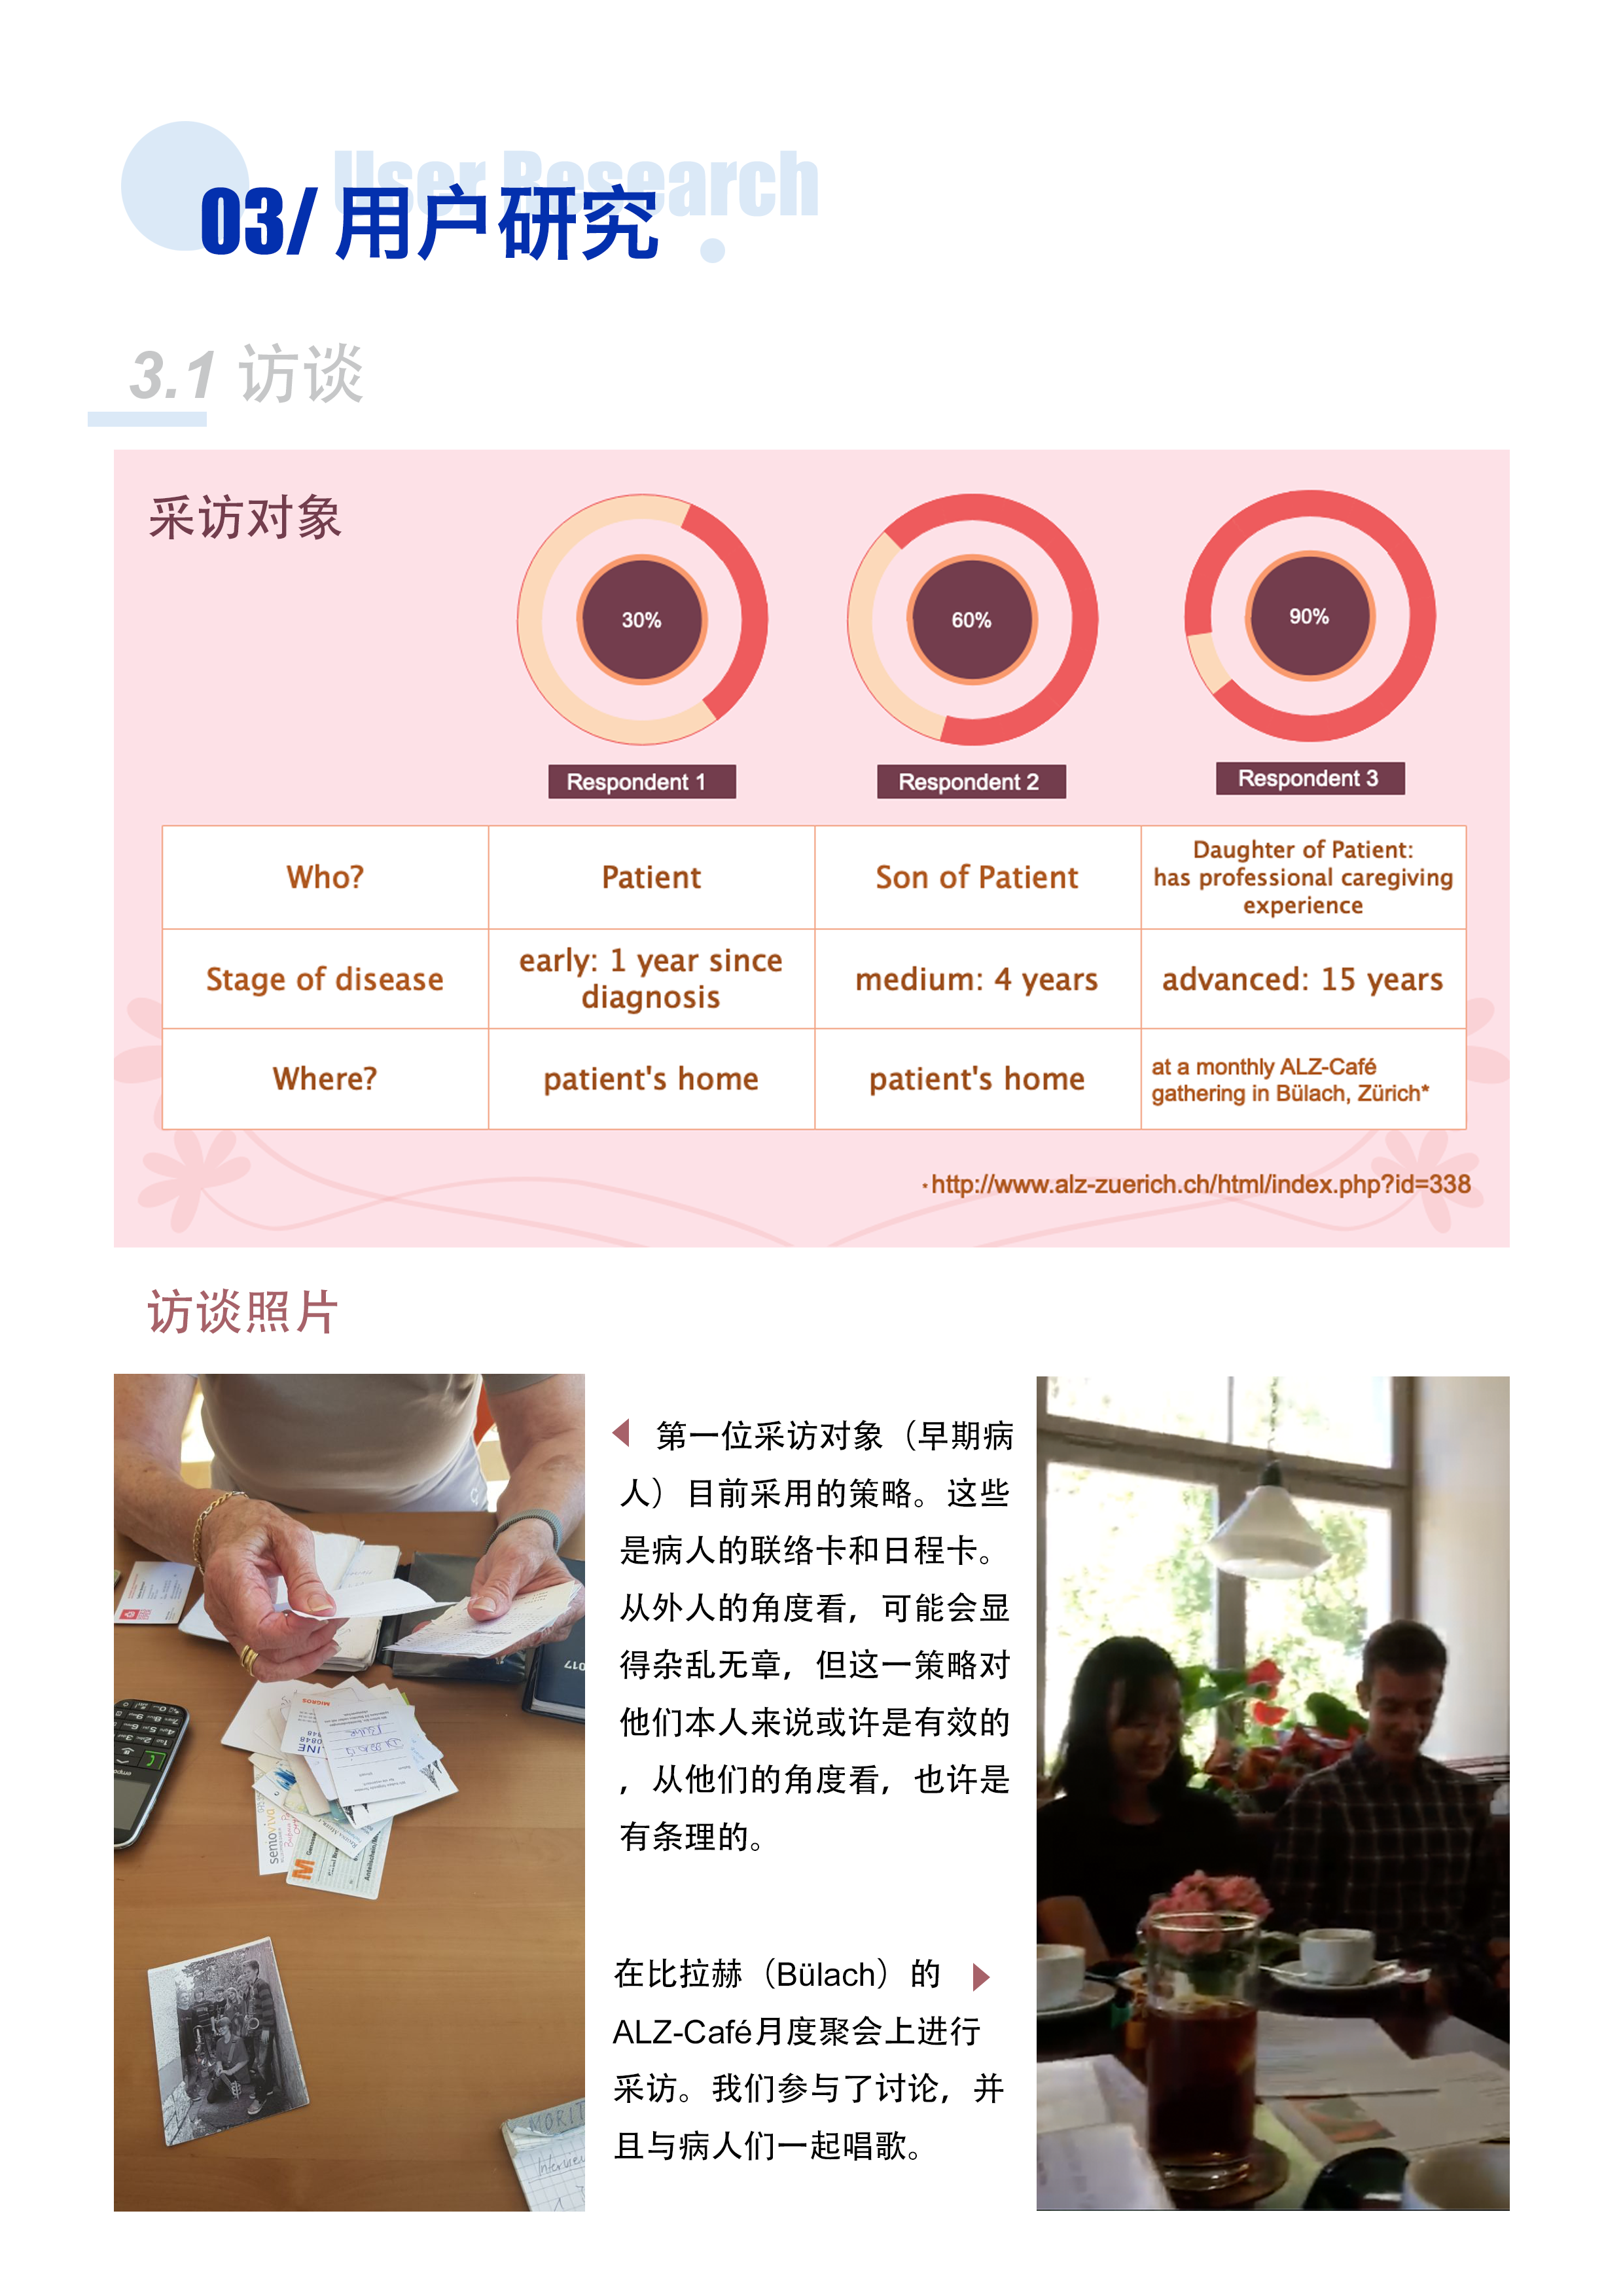 User Research
03/ 用户研究
3.1 访谈
采访对象
30%
60%
90%
Respondent 1
Respondent 2
Respondent 3
Who?
Patient
Son of Patient
Daughter of Patient:
has professional caregiving
experience
Stage of disease
early: 1 year since
diagnosis
medium: 4 years
advanced: 15 years
Where?
patient's home
patient's home
at a monthly ALZ-Café
gathering in Bülach, Zürich*
*http://www.alz-zuerich.ch/html/index.php?id=338
访谈照片
第一位采访对象（早期病
人）目前采用的策略。这些
是病人的联络卡和日程卡。
从外人的角度看，可能会显
得杂乱无章，但这一策略对
他们本人来说或许是有效的
，从他们的角度看，也许是
有条理的。
在比拉赫（Bülach）的
ALZ-Café月度聚会上进行
采访。我们参与了讨论，并
且与病人们一起唱歌。
2017
MIGROS
senioviva
M
MORIT